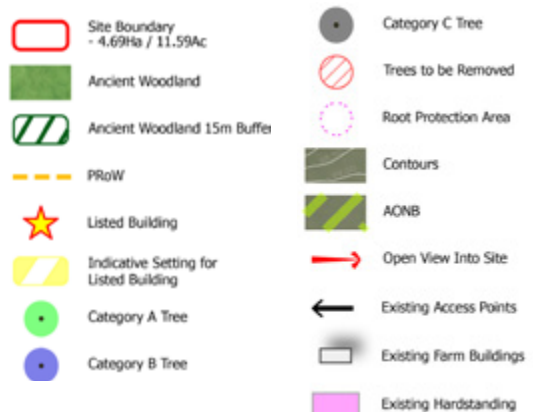 Site Boundary
- 4.69Ha / 11.59Ac
Ancient Woodland
Ancient Woodland 15m Buffer
PRoW
Listed Building
Indicative Setting for
Listed Building
Category A Tree
Category B Tree
Category C Tree
Trees to be Removed
Root Protection Area
Contours
AONB
Open View Into Site
Existing Access Points
Existing Farm Buildings
Existing Hardstanding